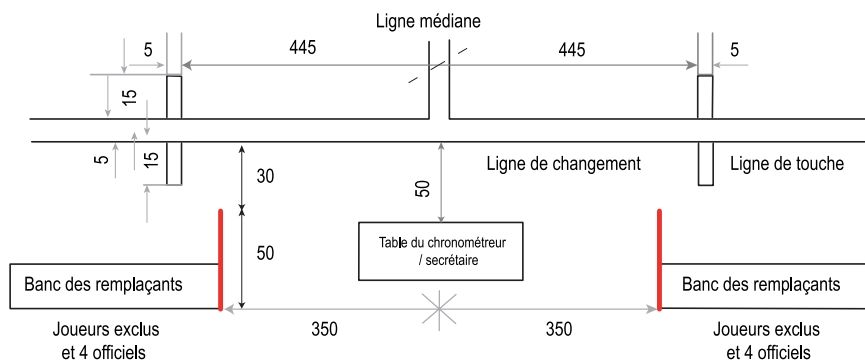 Ligne médiane
5
445
445
5
15
5
15
30
50
Ligne de changement
Ligne de touche
50
Table du chronométreur
/ secrétaire
Banc des remplaçants
Banc des remplaçants
350
350
Joueurs exclus
et 4 officiels
Joueurs exclus
et 4 officiels